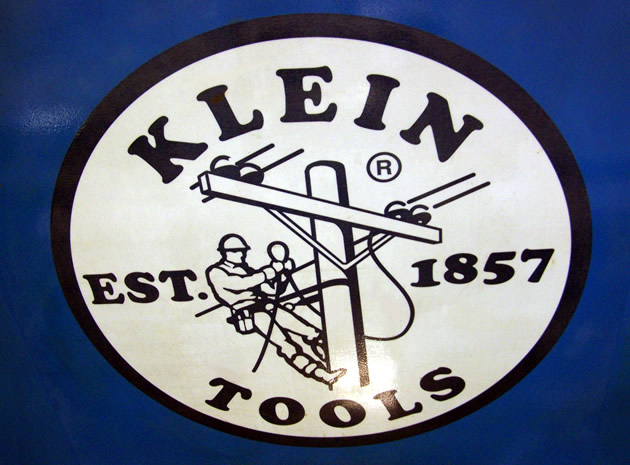 KLEIN
®
EST. 1857
TOOLS